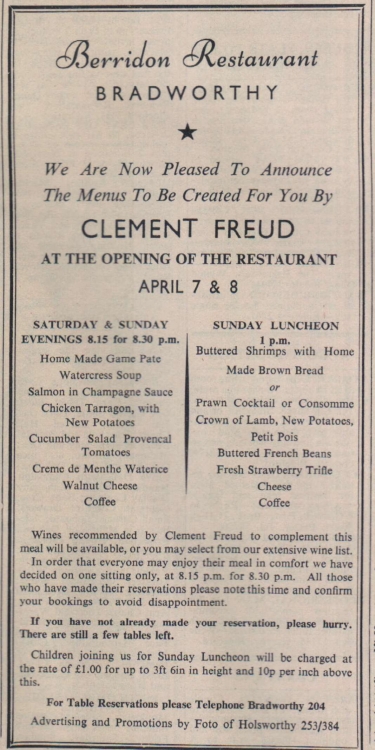 Berridon Restaurant
BRADWORTHY
We Are Now Pleased To Announce
The Menus To Be Created For You By
CLEMENT FREUD
AT THE OPENING OF THE RESTAURANT
APRIL 7 & 8
SATURDAY & SUNDAY
EVENINGS 8.15 for 8.30 p.m.
Home Made Game Pate
Watercress Soup
Salmon in Champagne Sauce
Chicken Tarragon, with
New Potatoes
Cucumber Salad Provencal
Tomatoes
Creme de Menthe Waterice
Walnut Cheese
Coffee
SUNDAY LUNCHEON
1 p.m.
Buttered Shrimps with Home
Made Brown Bread
or
Prawn Cocktail or Consomme
Crown of Lamb, New Potatoes,
Petit Pois
Buttered French Beans
Fresh Strawberry Trifle
Cheese
Coffee
Wines recommended by Clement Freud to complement this
meal will be available, or you may select from our extensive wine list.
In order that everyone may enjoy their meal in comfort we have
decided on one sitting only, at 8.15 p.m. for 8.30 p.m. All those
who have made their reservations please note this time and confirm
your bookings to avoid disappointment.
If you have not already made your reservation, please hurry.
There are still a few tables left.
Children joining us for Sunday Luncheon will be charged at
the rate of £1.00 for up to 3ft 6in in height and 10p per inch above
this.
For Table Reservations please Telephone Bradworthy 204
Advertising and Promotions by Foto of Holsworthy 253/384